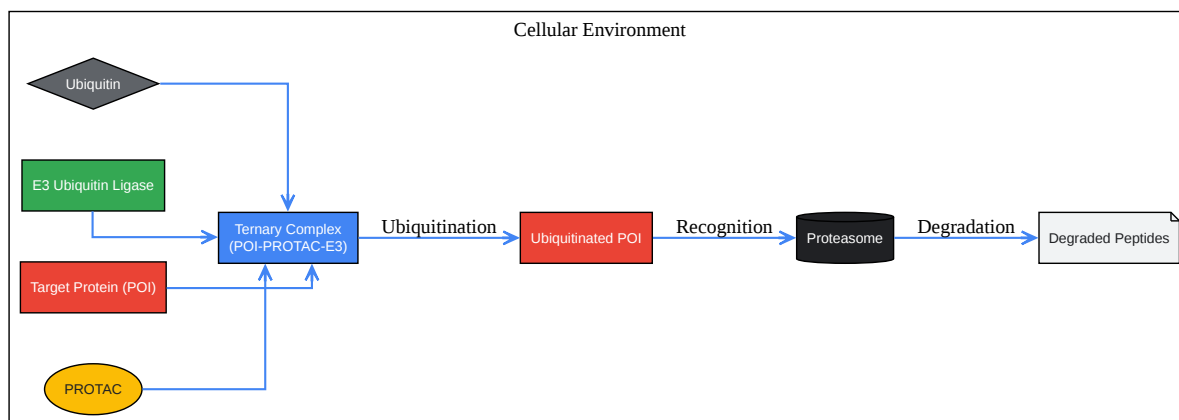 Cellular Environment
Ubiquitin
E3 Ubiquitin Ligase
Target Protein (POI)
PROTAC
Ternary Complex
(POI-PROTAC-E3)
Ubiquitination
Ubiquitinated POI
Recognition
Proteasome
Degradation
Degraded Peptides